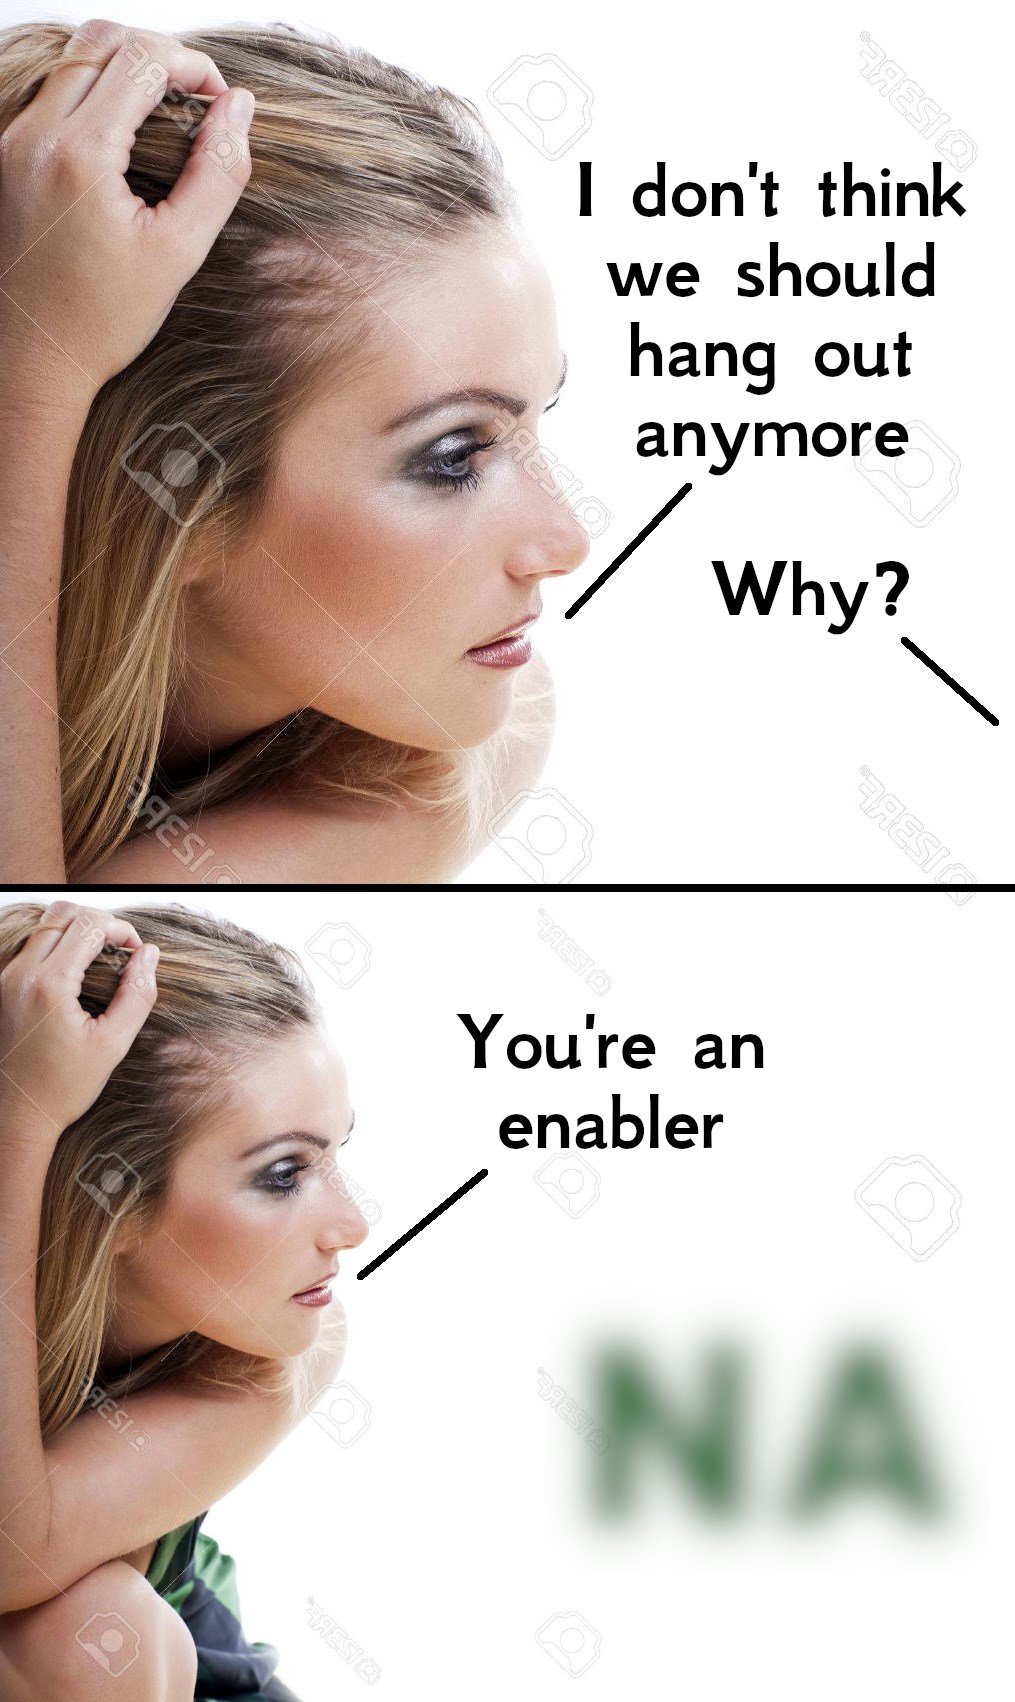 I don't think
we should
hang out
anymore
Why?
You're an
enabler
NA